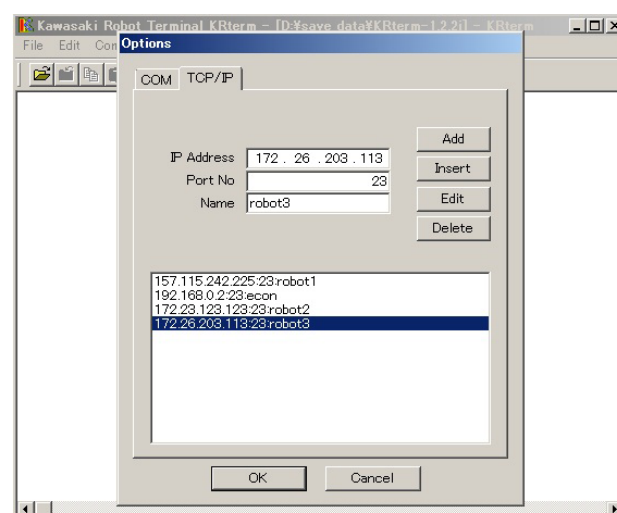 Kawasaki Robot Terminal KRterm - [D:¥save data¥KRterm-1.2.2i] - KRterm
File Edit Con
Options
COM TCP/IP
IP Address 172 . 26 . 203 . 113
Port No 23
Name robot3
Add
Insert
Edit
Delete
157.115.242.225:23:robot1
192.168.0.2:23:econ
172.23.123.123:23:robot2
172.26.203.113:23:robot3
OK Cancel